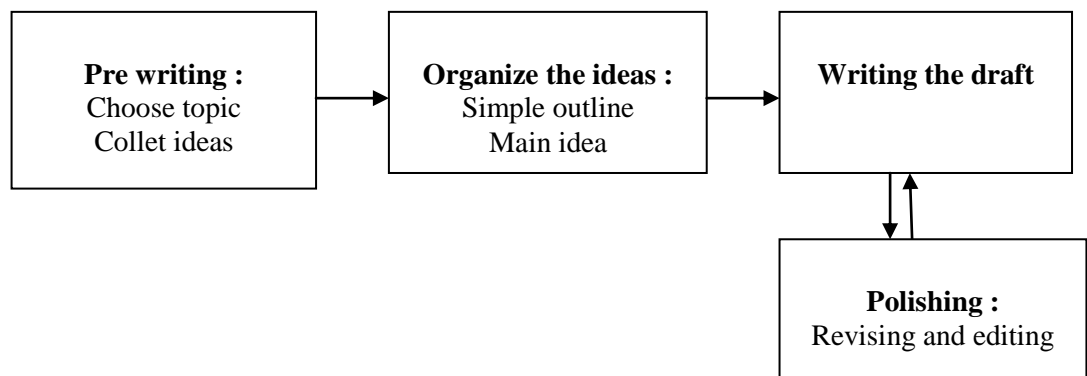 Pre writing :
Choose topic
Collet ideas
Organize the ideas :
Simple outline
Main idea
Writing the draft
Polishing :
Revising and editing